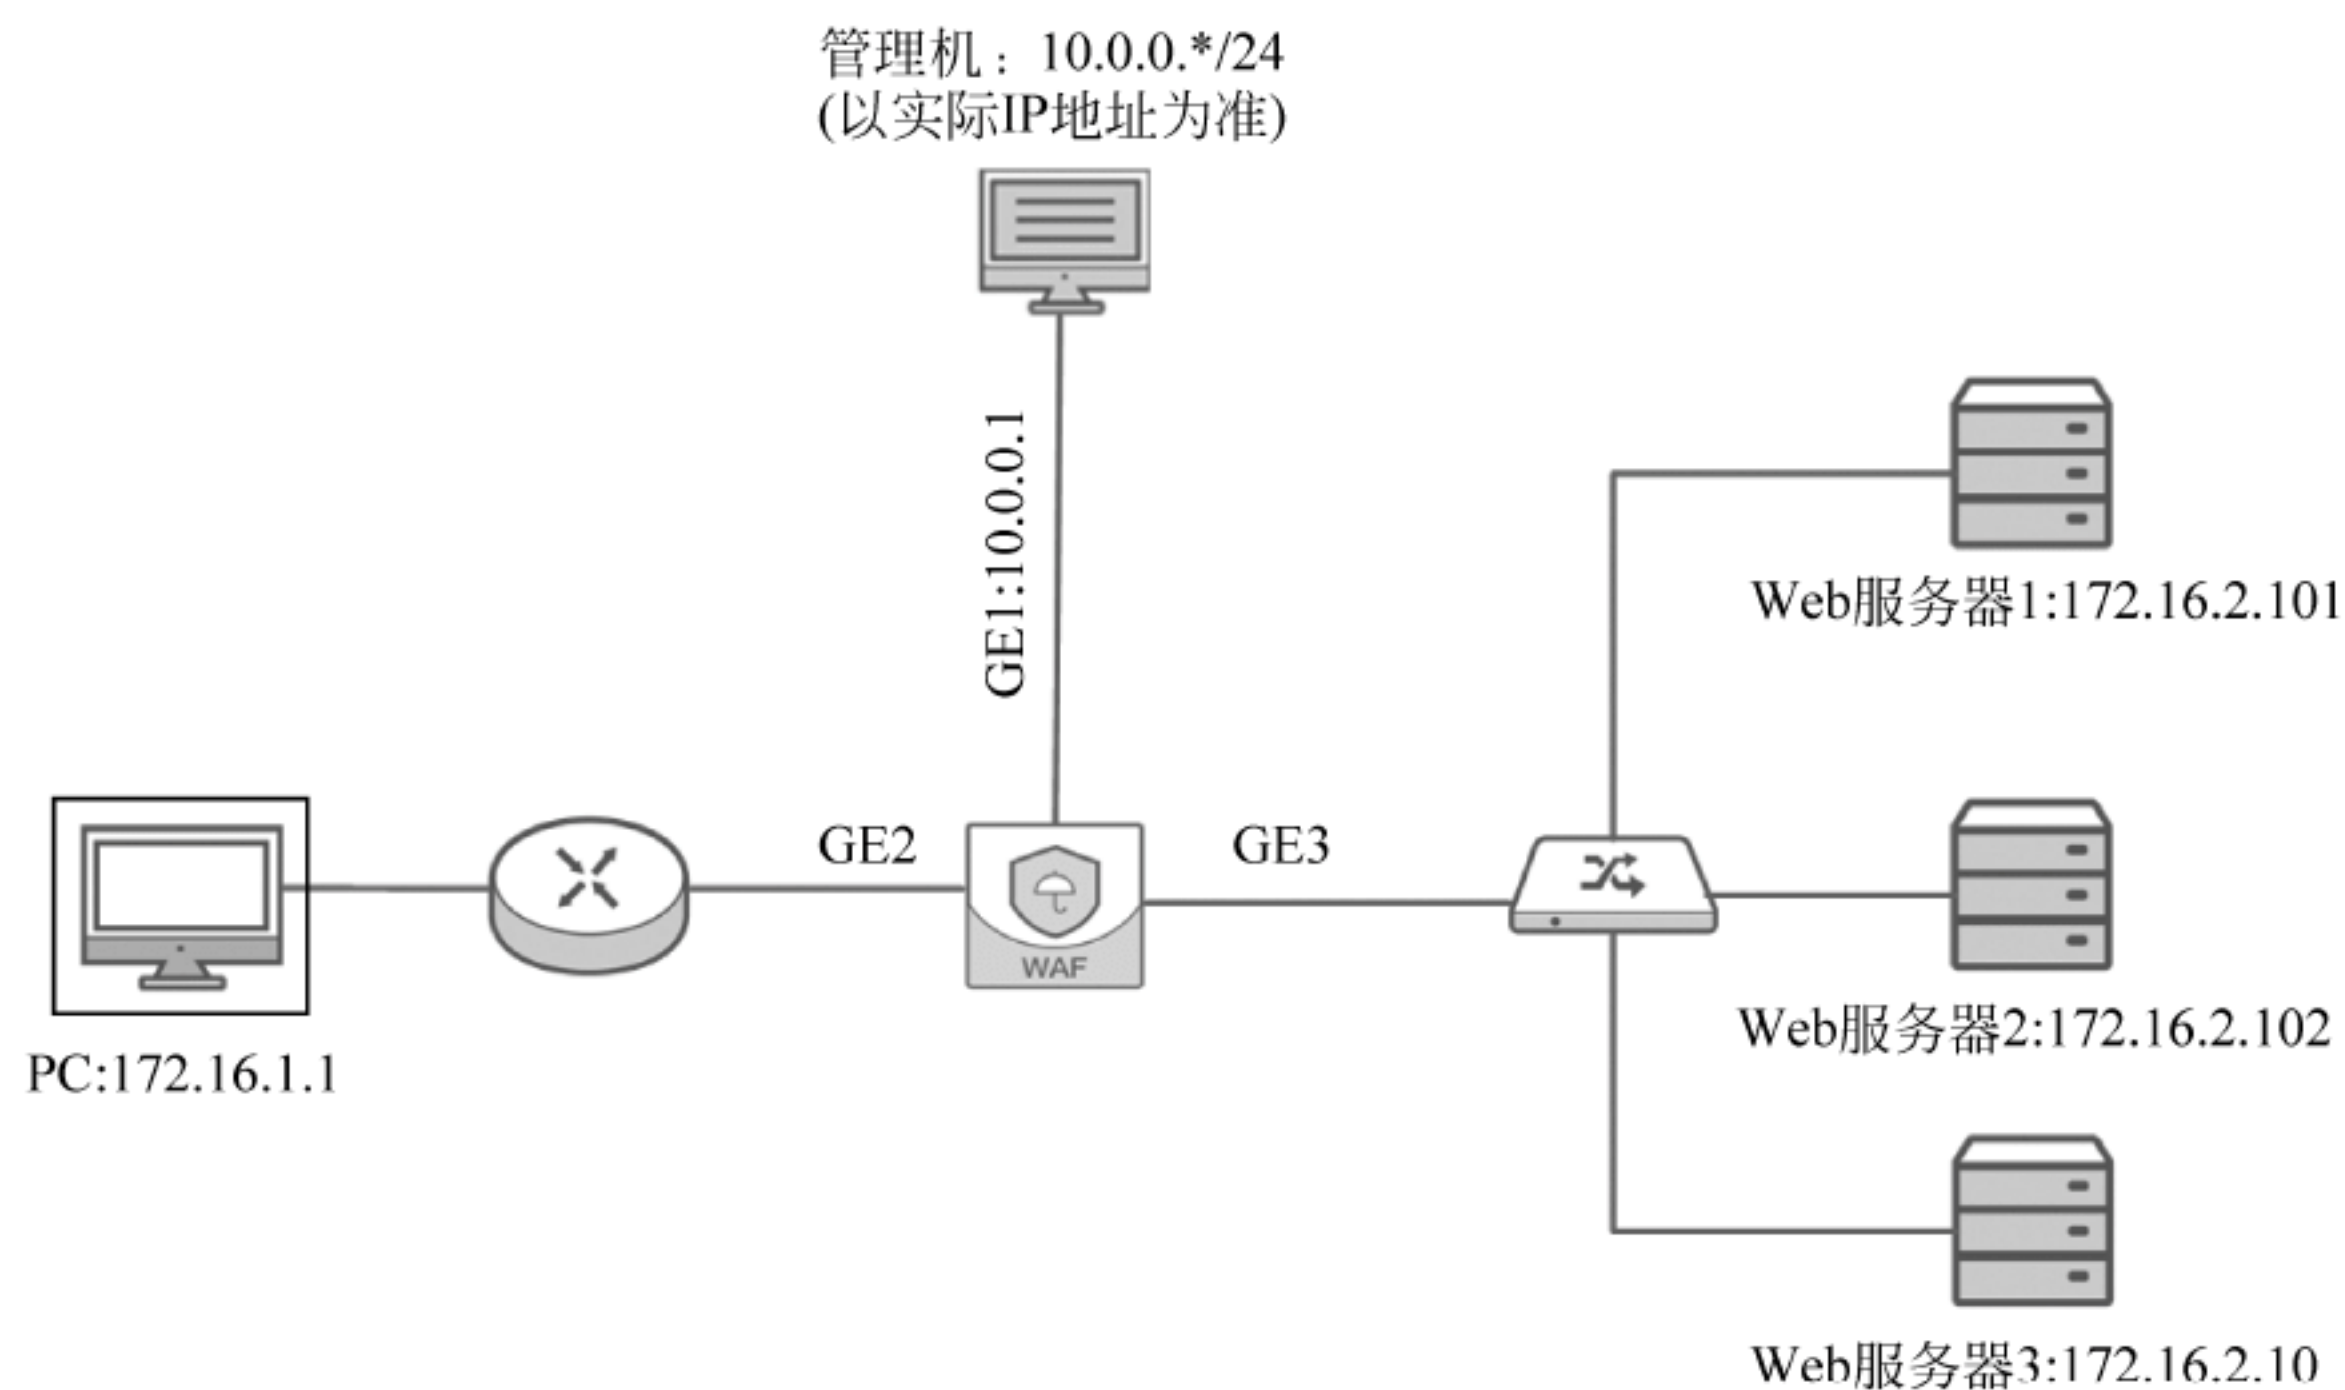 管理机：10.0.0.*/24
(以实际IP地址为准)
GE1:10.0.0.1
GE2
GE3
WAF
PC:172.16.1.1
Web服务器1:172.16.2.101
Web服务器2:172.16.2.102
Web服务器3:172.16.2.10